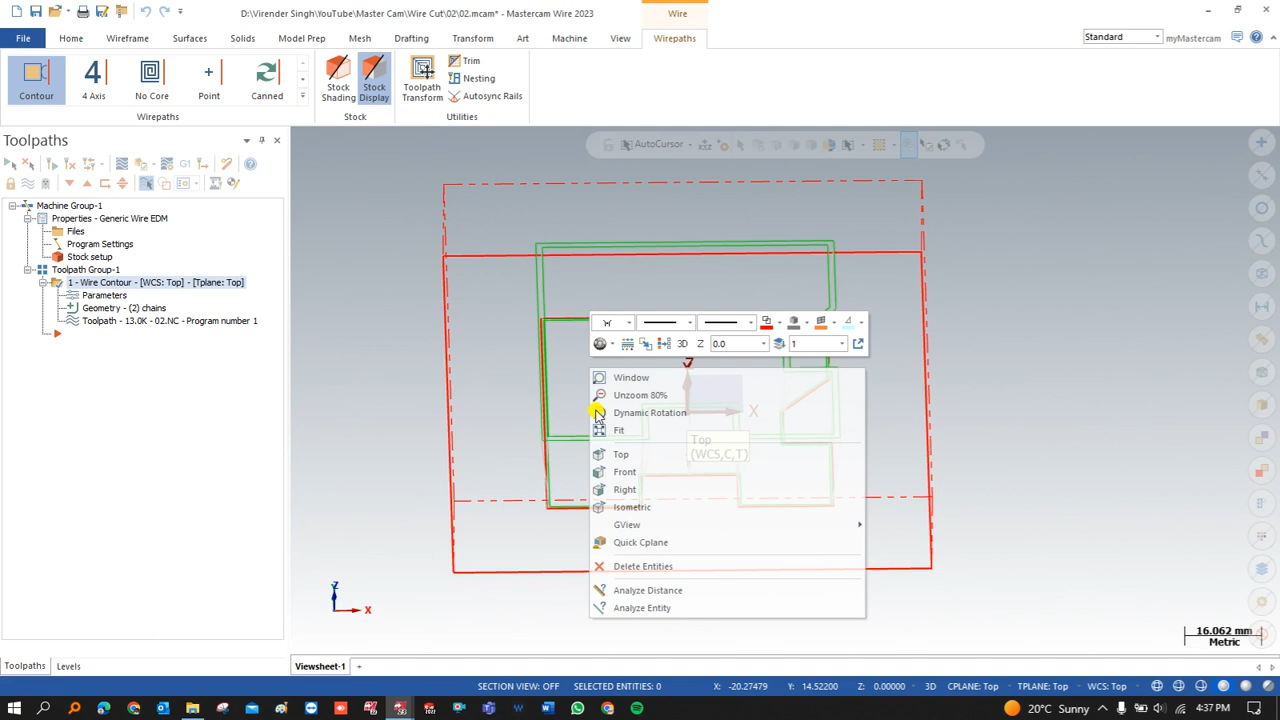 D:\Virender Singh\YouTube\Master Cam\Wire Cut\02\02.mcam* - Mastercam Wire 2023
Wire
File Home Wireframe Surfaces Solids Model Prep Mesh Drafting Transform Art Machine View Wirepaths
Standard myMastercam
Contour
4
4 Axis
No Core
Point
Canned
Stock Shading
Stock Display
Toolpath Transform
Trim
Nesting
Autosync Rails
Wirepaths Stock Utilities
Toolpaths
AutoCursor
G1
Machine Group-1
Properties - Generic Wire EDM
Files
Program Settings
Stock setup
Toolpath Group-1
1 - Wire Contour - [WCS: Top] - [Tplane: Top]
Parameters
Geometry - (2) chains
Toolpath - 13.0K - 02.NC - Program number 1
3D Z 0.0 1
Window
Unzoom 80%
Dynamic Rotation
Fit
Top
Front
Right
Isometric
GView
Quick Cplane
Delete Entities
Analyze Distance
Analyze Entity
X
Top
(WCS,C,T)
Z
X
16.062 mm
Metric
Toolpaths Levels
Viewsheet-1 +
SECTION VIEW: OFF SELECTED ENTITIES: 0 X: -20.27479 Y: 14.52200 Z: 0.00000 3D CPLANE: Top TPLANE: Top WCS: Top
20°C Sunny 4:37 PM